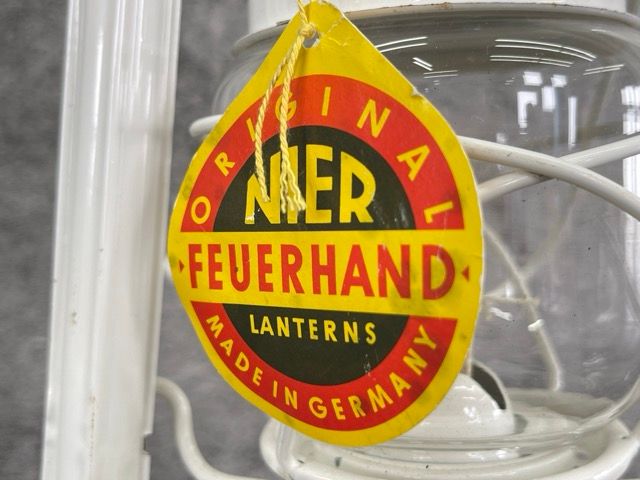 ORIGINAL
NIER
FEUERHAND
LANTERNS
MADE IN GERMANY